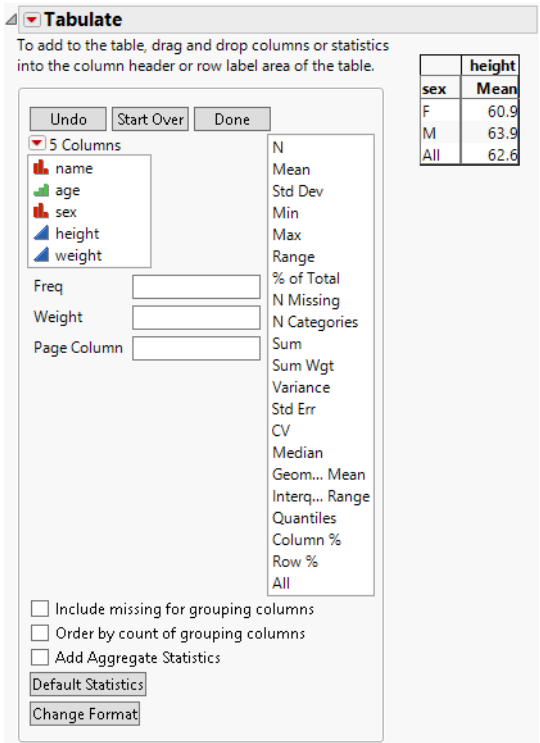 Tabulate
To add to the table, drag and drop columns or statistics
into the column header or row label area of the table.
Undo Start Over Done
5 Columns
name
age
sex
height
weight
Freq
Weight
Page Column
N
Mean
Std Dev
Min
Max
Range
% of Total
N Missing
N Categories
Sum
Sum Wgt
Variance
Std Err
CV
Median
Geom... Mean
Interq... Range
Quantiles
Column %
Row %
All
Include missing for grouping columns
Order by count of grouping columns
Add Aggregate Statistics
Default Statistics
Change Format
height
sex Mean
F 60.9
M 63.9
All 62.6